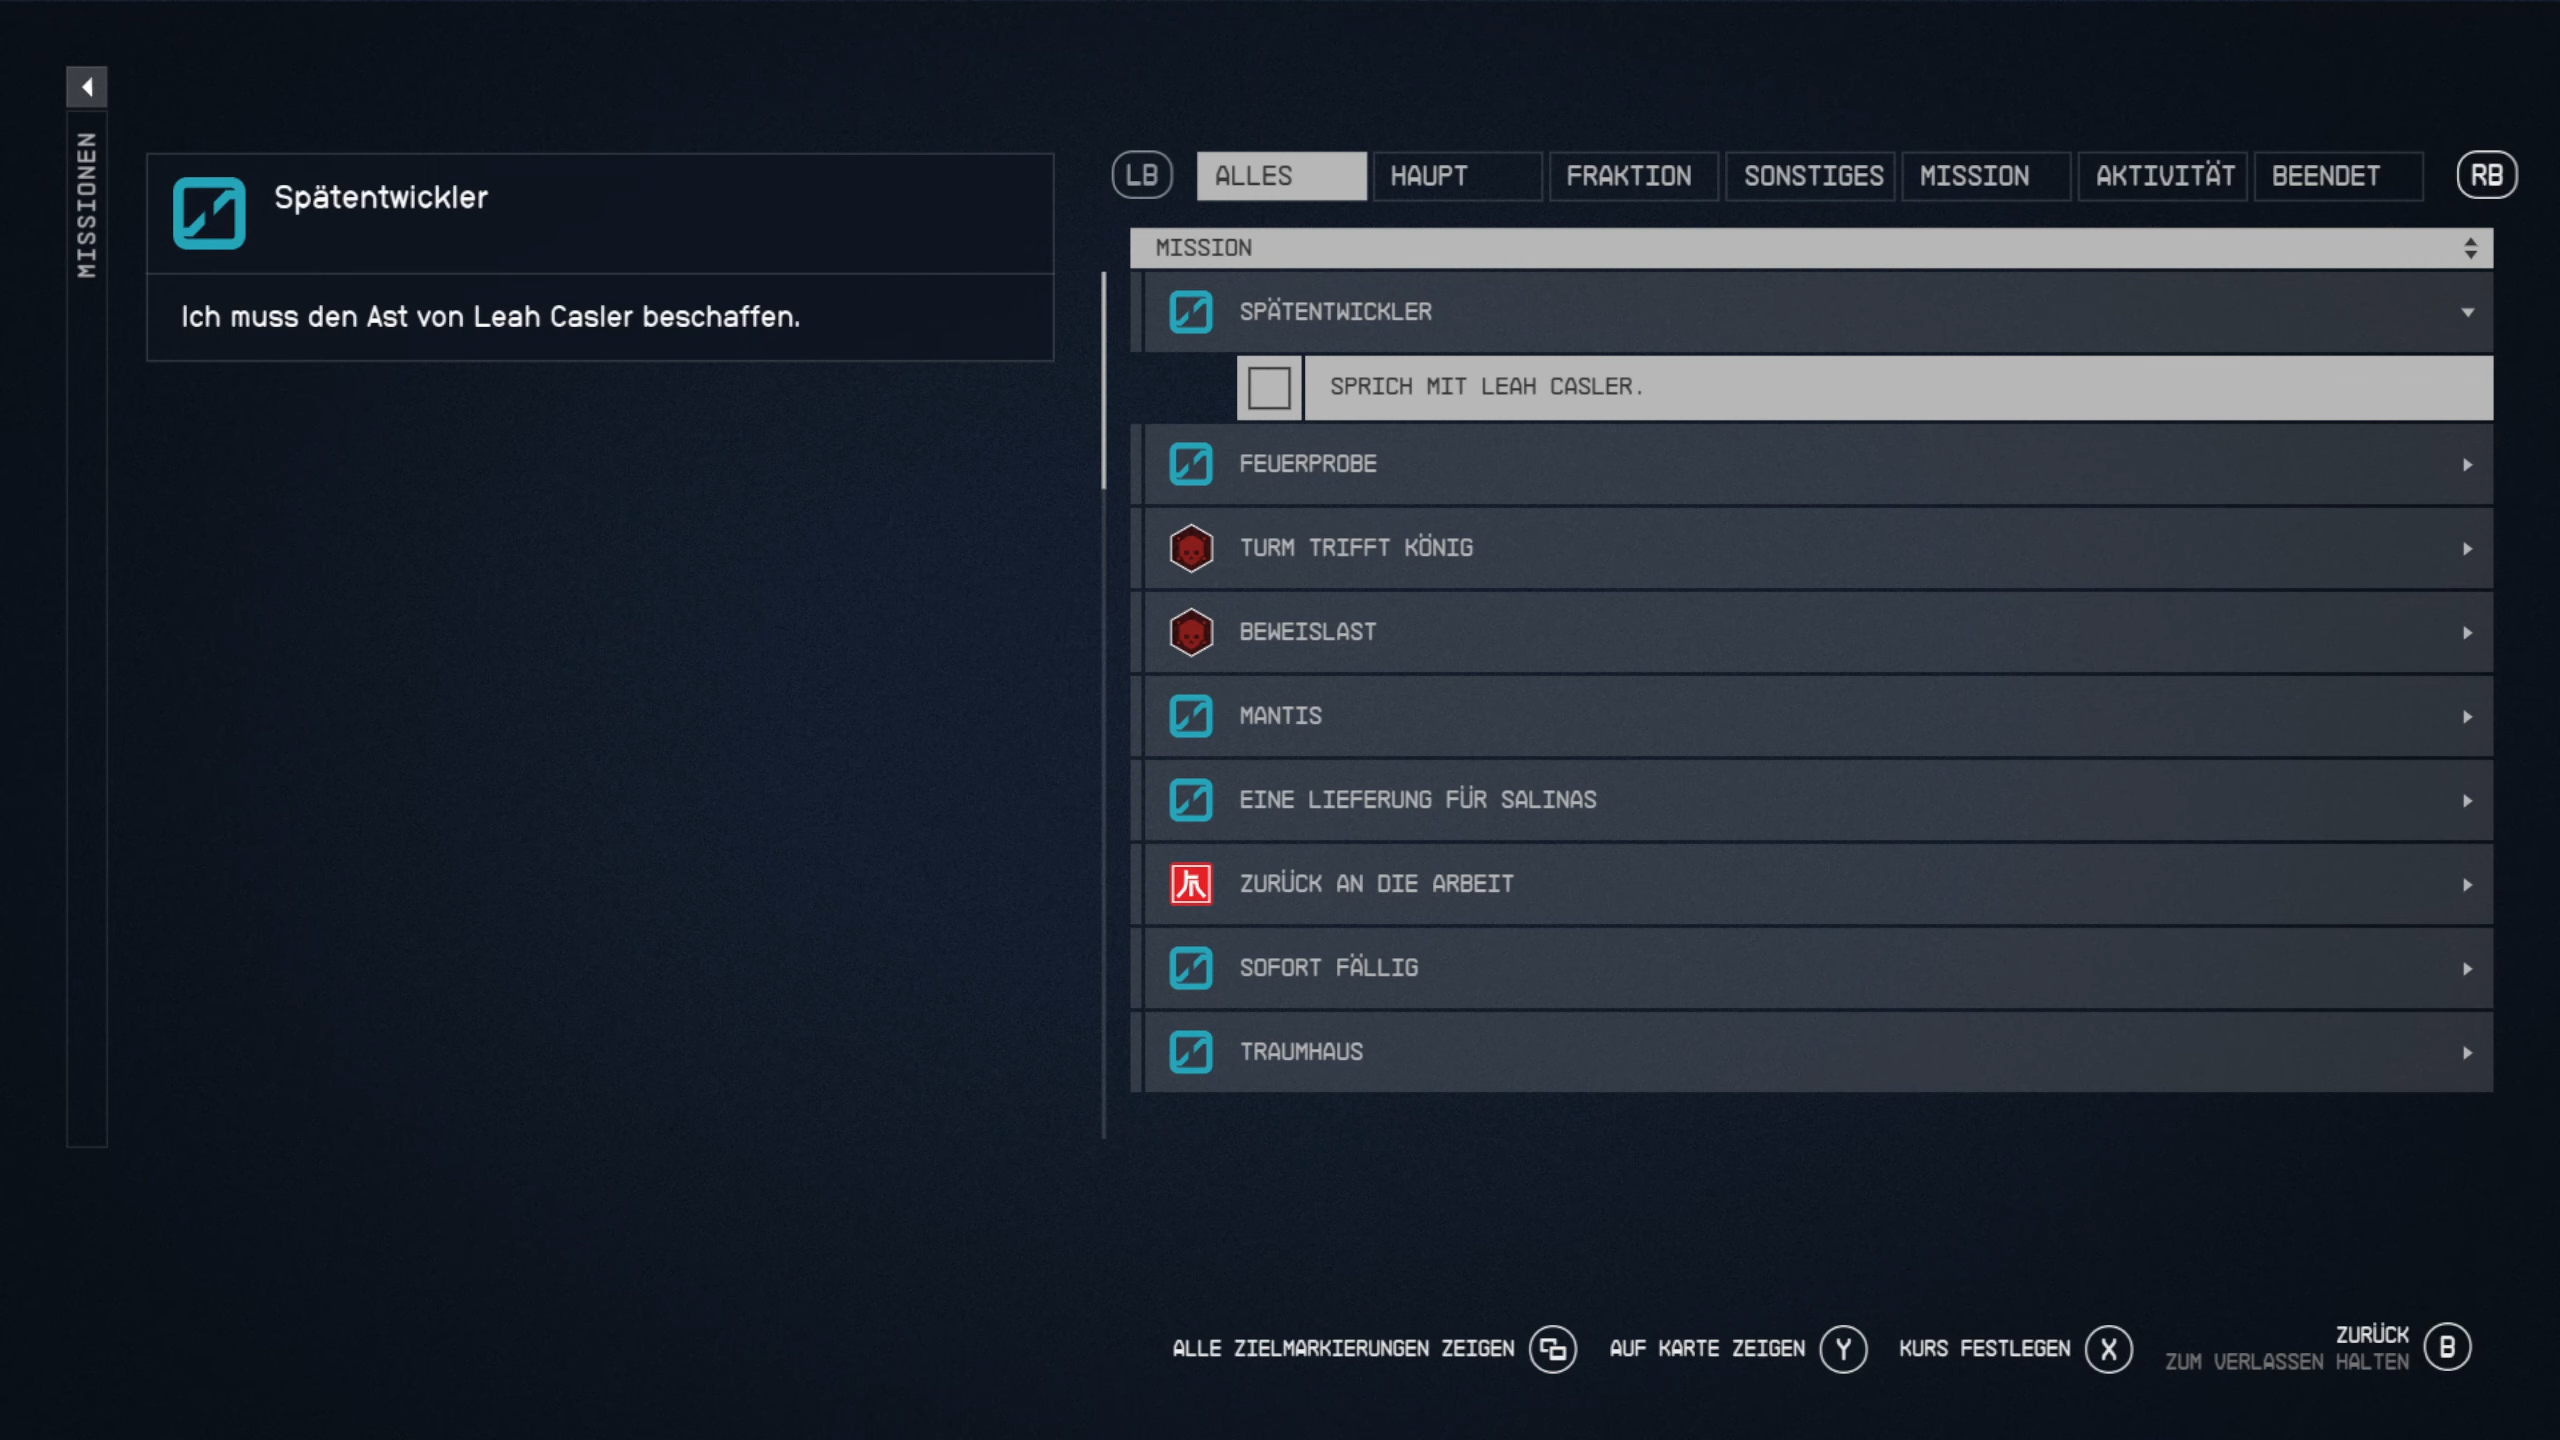 MISSIONEN
Spätentwickler
Ich muss den Ast von Leah Casler beschaffen.
LB ALLES HAUPT FRAKTION SONSTIGES MISSION AKTIVITÄT BEENDET RB
MISSION
SPÄTENTWICKLER
SPRICH MIT LEAH CASLER.
FEUERPROBE
TURM TRIFFT KÖNIG
BEWEISLAST
MANTIS
EINE LIEFERUNG FÜR SALINAS
ZURÜCK AN DIE ARBEIT
SOFORT FÄLLIG
TRAUMHAUS
ALLE ZIELMARKIERUNGEN ZEIGEN AUF KARTE ZEIGEN Y KURS FESTLEGEN X ZURÜCK B
ZUM VERLASSEN HALTEN